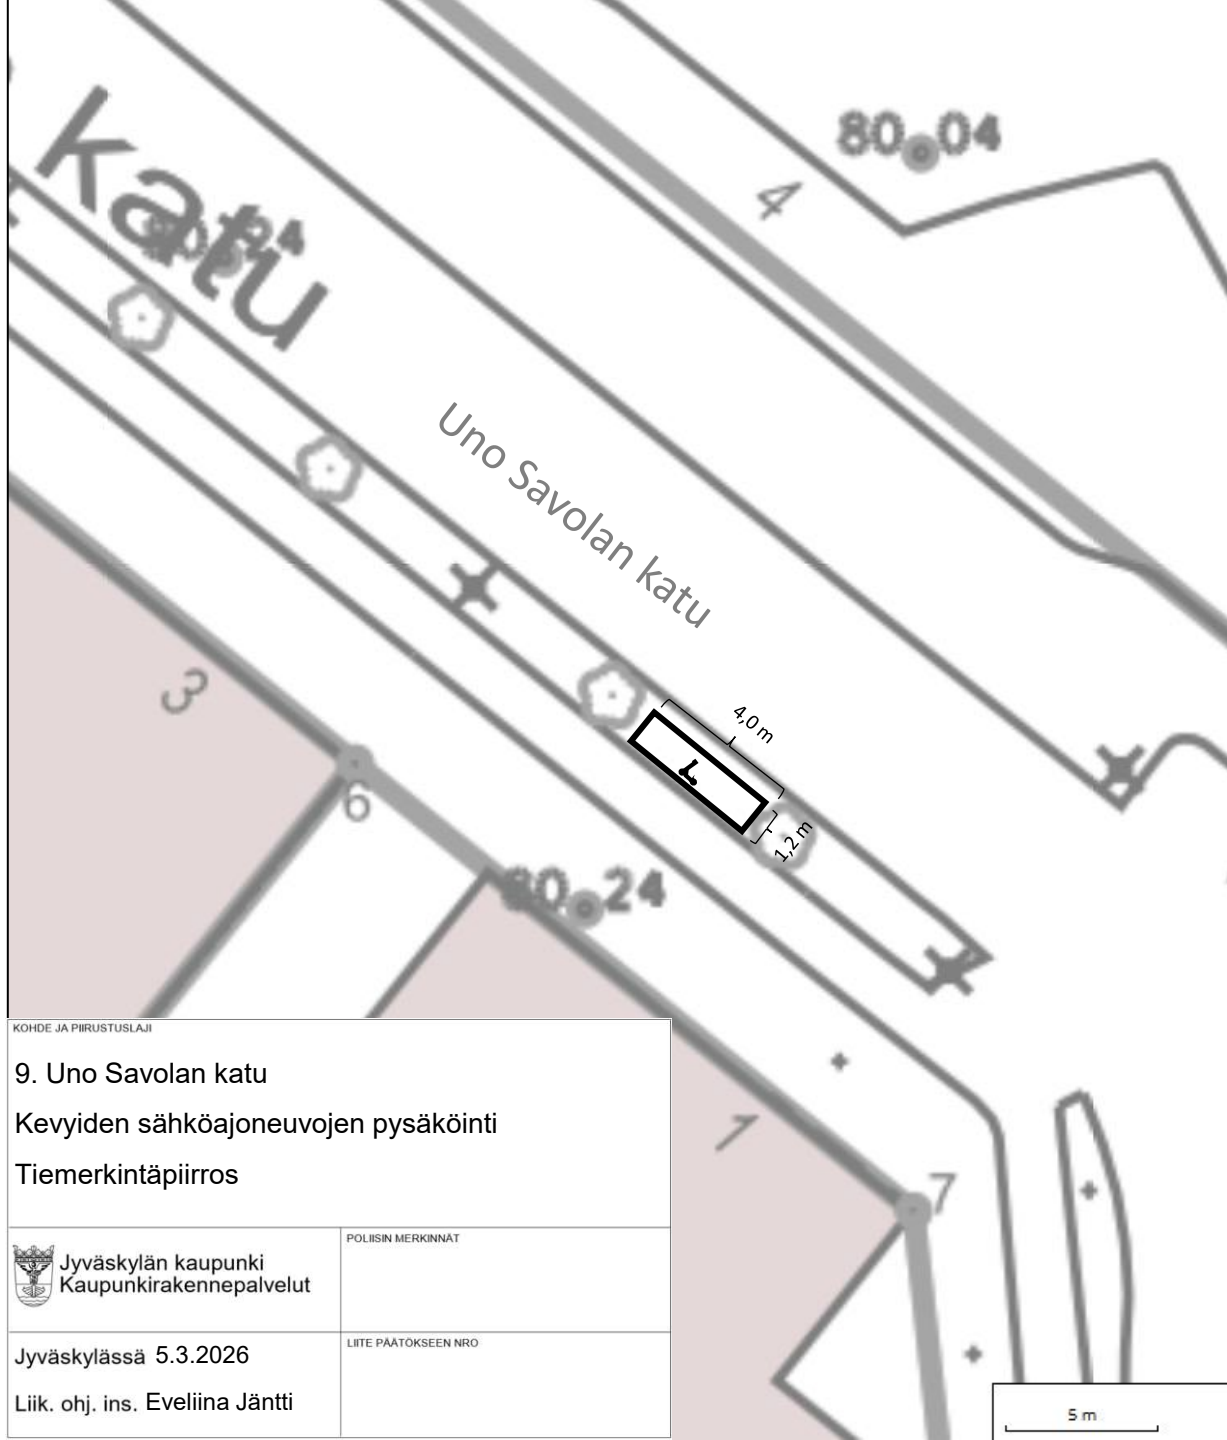 katu
80 04
4
Uno Savolan katu
4,0 m
1,2 m
3
6
80 24
1
7
KOHDE JA PIIRUSTUSLAJI
9. Uno Savolan katu
Kevyiden sähköajoneuvojen pysäköinti
Tiemerkintäpiirros
Jyväskylän kaupunki
Kaupunkirakennepalvelut
POLIISIN MERKINNÄT
Jyväskylässä 5.3.2026
Liik. ohj. ins. Eveliina Jäntti
LIITE PÄÄTÖKSEEN NRO
5 m